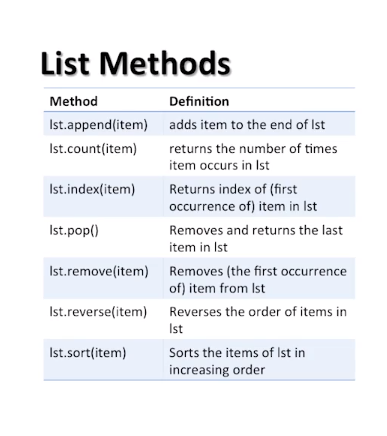 List Methods
Method Definition
lst.append(item) adds item to the end of lst
lst.count(item) returns the number of times
item occurs in lst
lst.index(item) Returns index of (first
occurrence of) item in lst
lst.pop() Removes and returns the last
item in lst
lst.remove(item) Removes (the first occurrence
of) item from lst
lst.reverse(item) Reverses the order of items in
lst
lst.sort(item) Sorts the items of lst in
increasing order